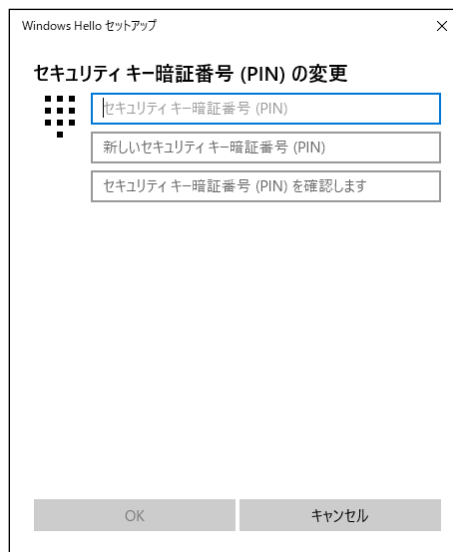 Windows Hello セットアップ
セキュリティ キー暗証番号 (PIN) の変更
セキュリティ キー暗証番号 (PIN)
新しいセキュリティ キー暗証番号 (PIN)
セキュリティ キー暗証番号 (PIN) を確認します
OK キャンセル